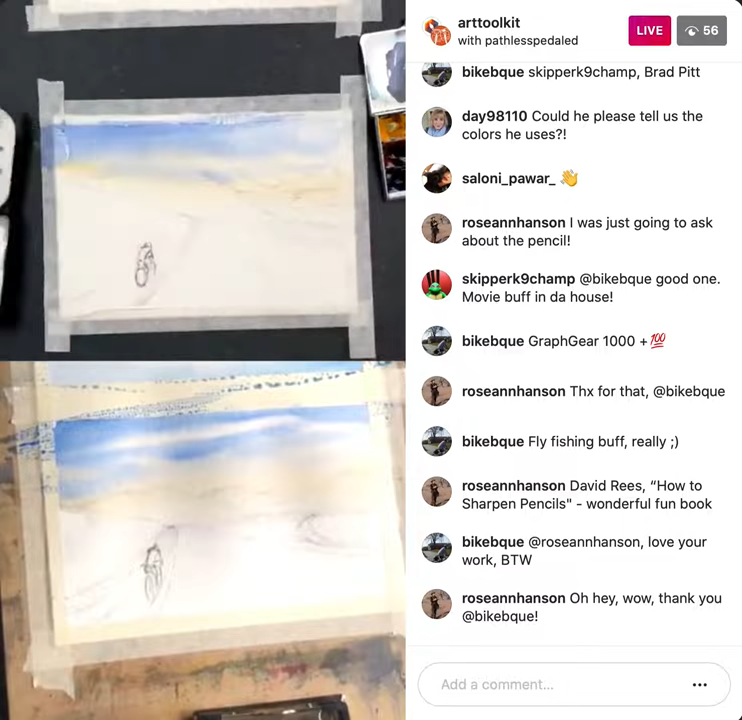 arttoolkit
with pathlesspedaled
LIVE
56
bikebque skipperk9champ, Brad Pitt
day98110 Could he please tell us the
colors he uses?!
saloni_pawar_ 👋
roseannhanson I was just going to ask
about the pencil!
skipperk9champ @bikebque good one.
Movie buff in da house!
bikebque GraphGear 1000 + 💯
roseannhanson Thx for that, @bikebque
bikebque Fly fishing buff, really ;)
roseannhanson David Rees, “How to
Sharpen Pencils" - wonderful fun book
bikebque @roseannhanson, love your
work, BTW
roseannhanson Oh hey, wow, thank you
@bikebque!
Add a comment...